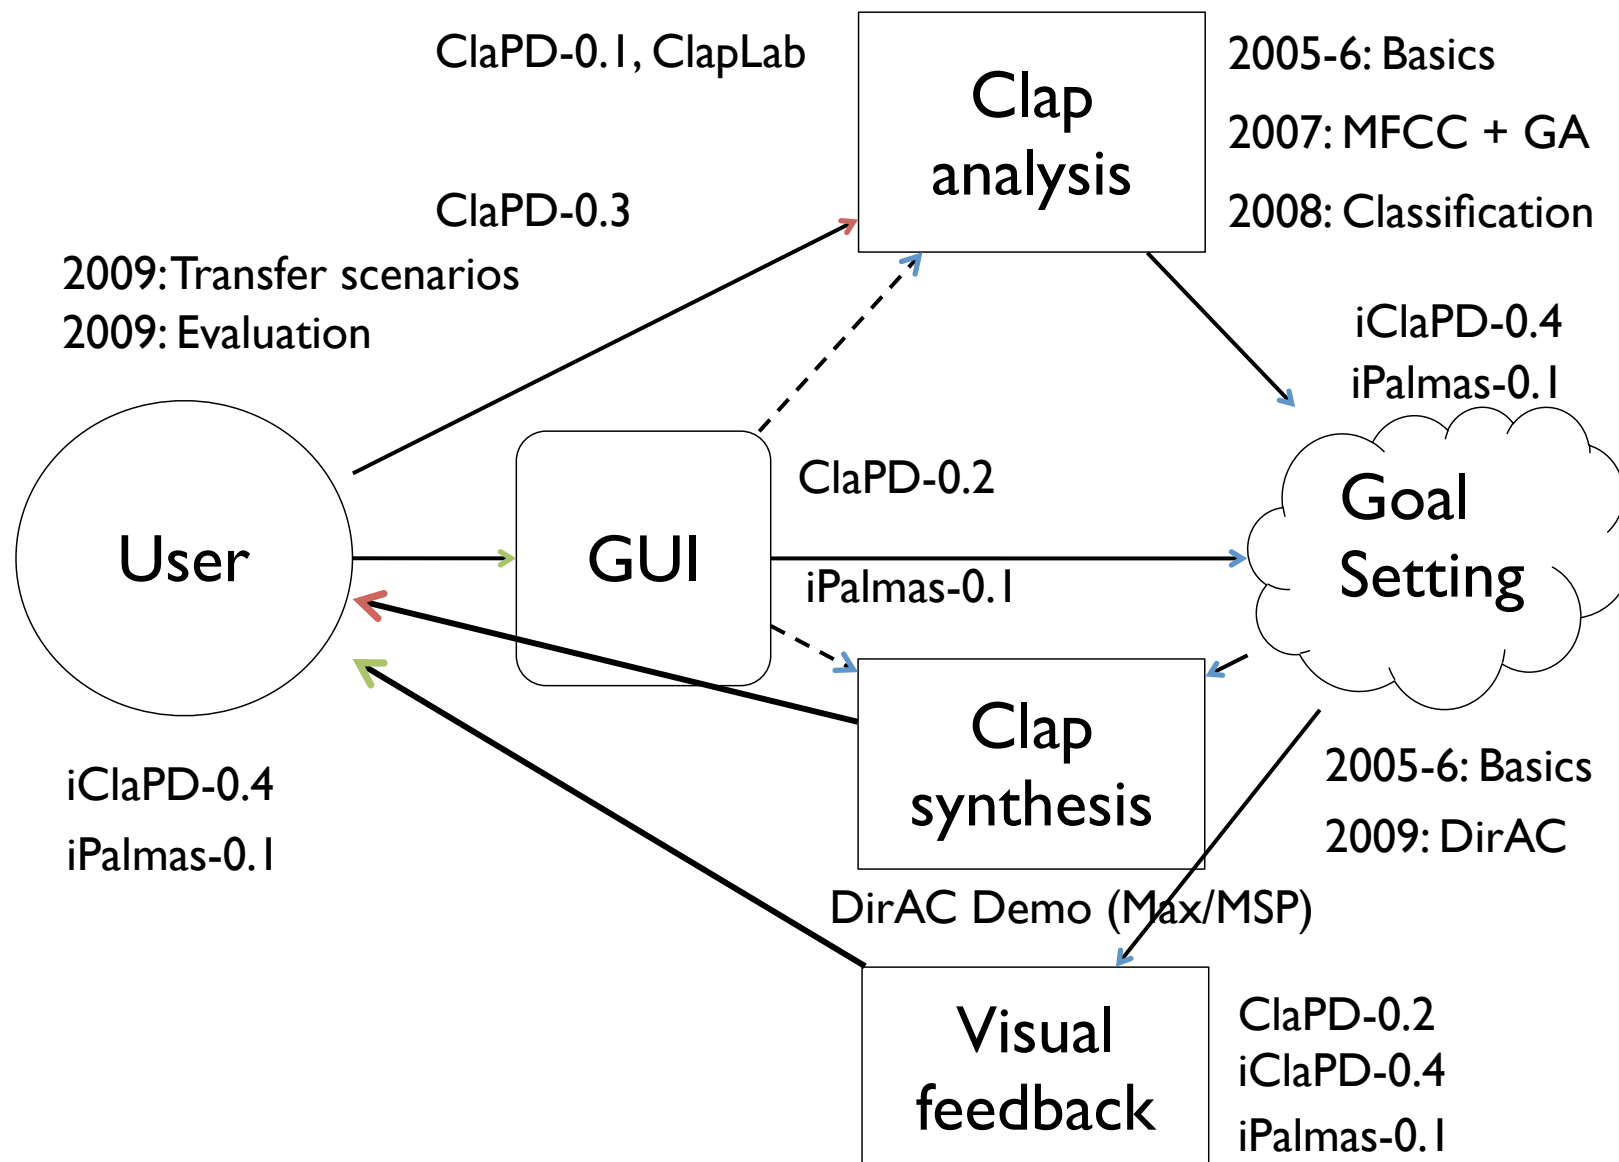 ClaPD-0.1, ClapLab
Clap
analysis
2005-6: Basics
2007: MFCC + GA
2008: Classification
ClaPD-0.3
2009: Transfer scenarios
2009: Evaluation
iClaPD-0.4
iPalmas-0.1
User
GUI
ClaPD-0.2
iPalmas-0.1
Goal
Setting
Clap
synthesis
2005-6: Basics
2009: DirAC
iClaPD-0.4
iPalmas-0.1
DirAC Demo (Max/MSP)
Visual
feedback
ClaPD-0.2
iClaPD-0.4
iPalmas-0.1